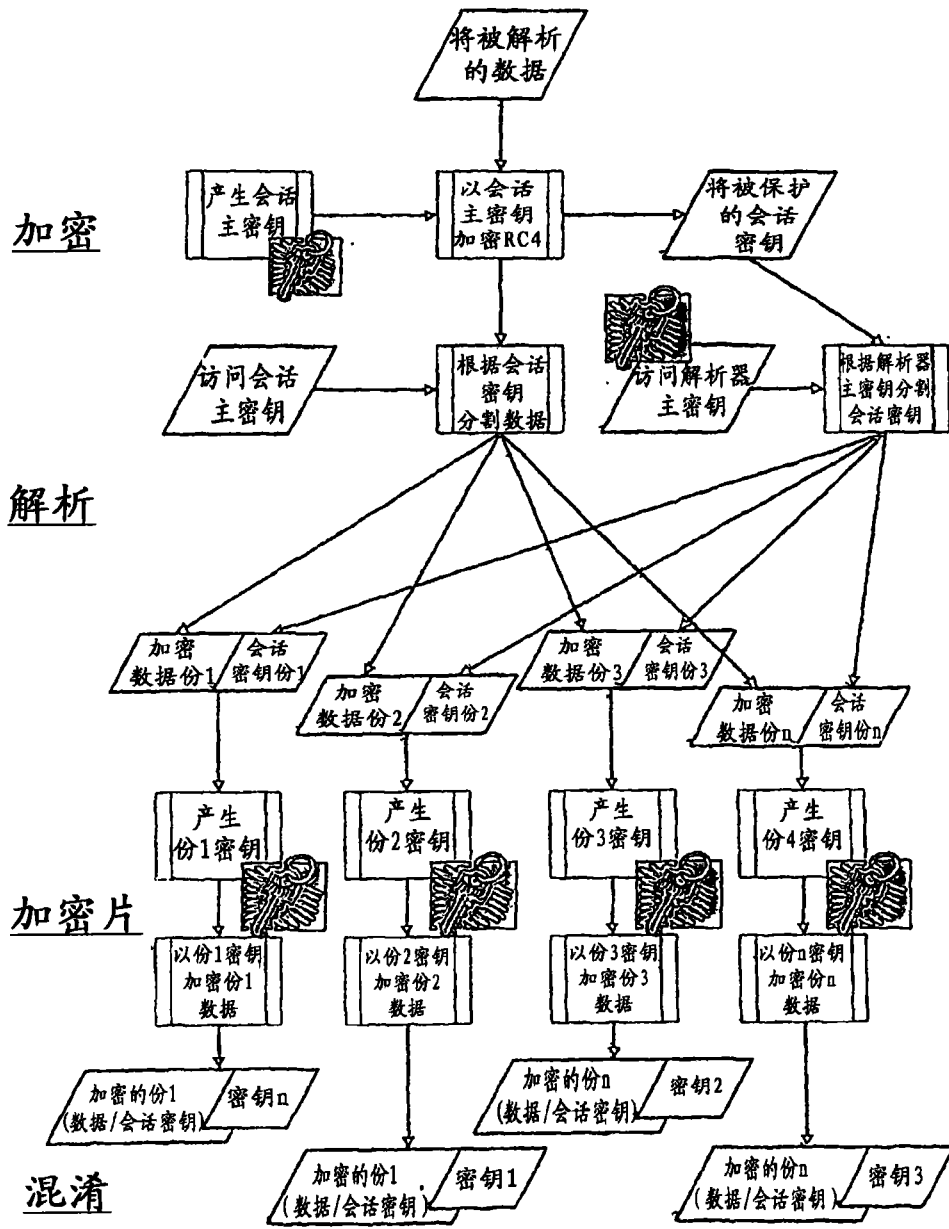 将被解析
的数据
加密
产生会话
主密钥
以会话
主密钥
加密RC4
将被保护
的会话
密钥
访问会话
主密钥
根据会话
密钥
分割数据
访问解析器
主密钥
根据解析器
主密钥分割
会话密钥
解析
加密
数据份1
会话
密钥份1
加密
数据份2
会话
密钥份2
加密
数据份3
会话
密钥份3
加密
数据份n
会话
密钥份n
产生
份1密钥
产生
份2密钥
产生
份3密钥
产生
份4密钥
加密片
以份1密钥
加密份1
数据
以份2密钥
加密份2
数据
以份3密钥
加密份3
数据
以份n密钥
加密份n
数据
加密的份1
(数据/会话密钥)
密钥n
加密的份1
(数据/会话密钥)
密钥1
加密的份n
(数据/会话密钥)
密钥2
加密的份n
(数据/会话密钥)
密钥3
混淆